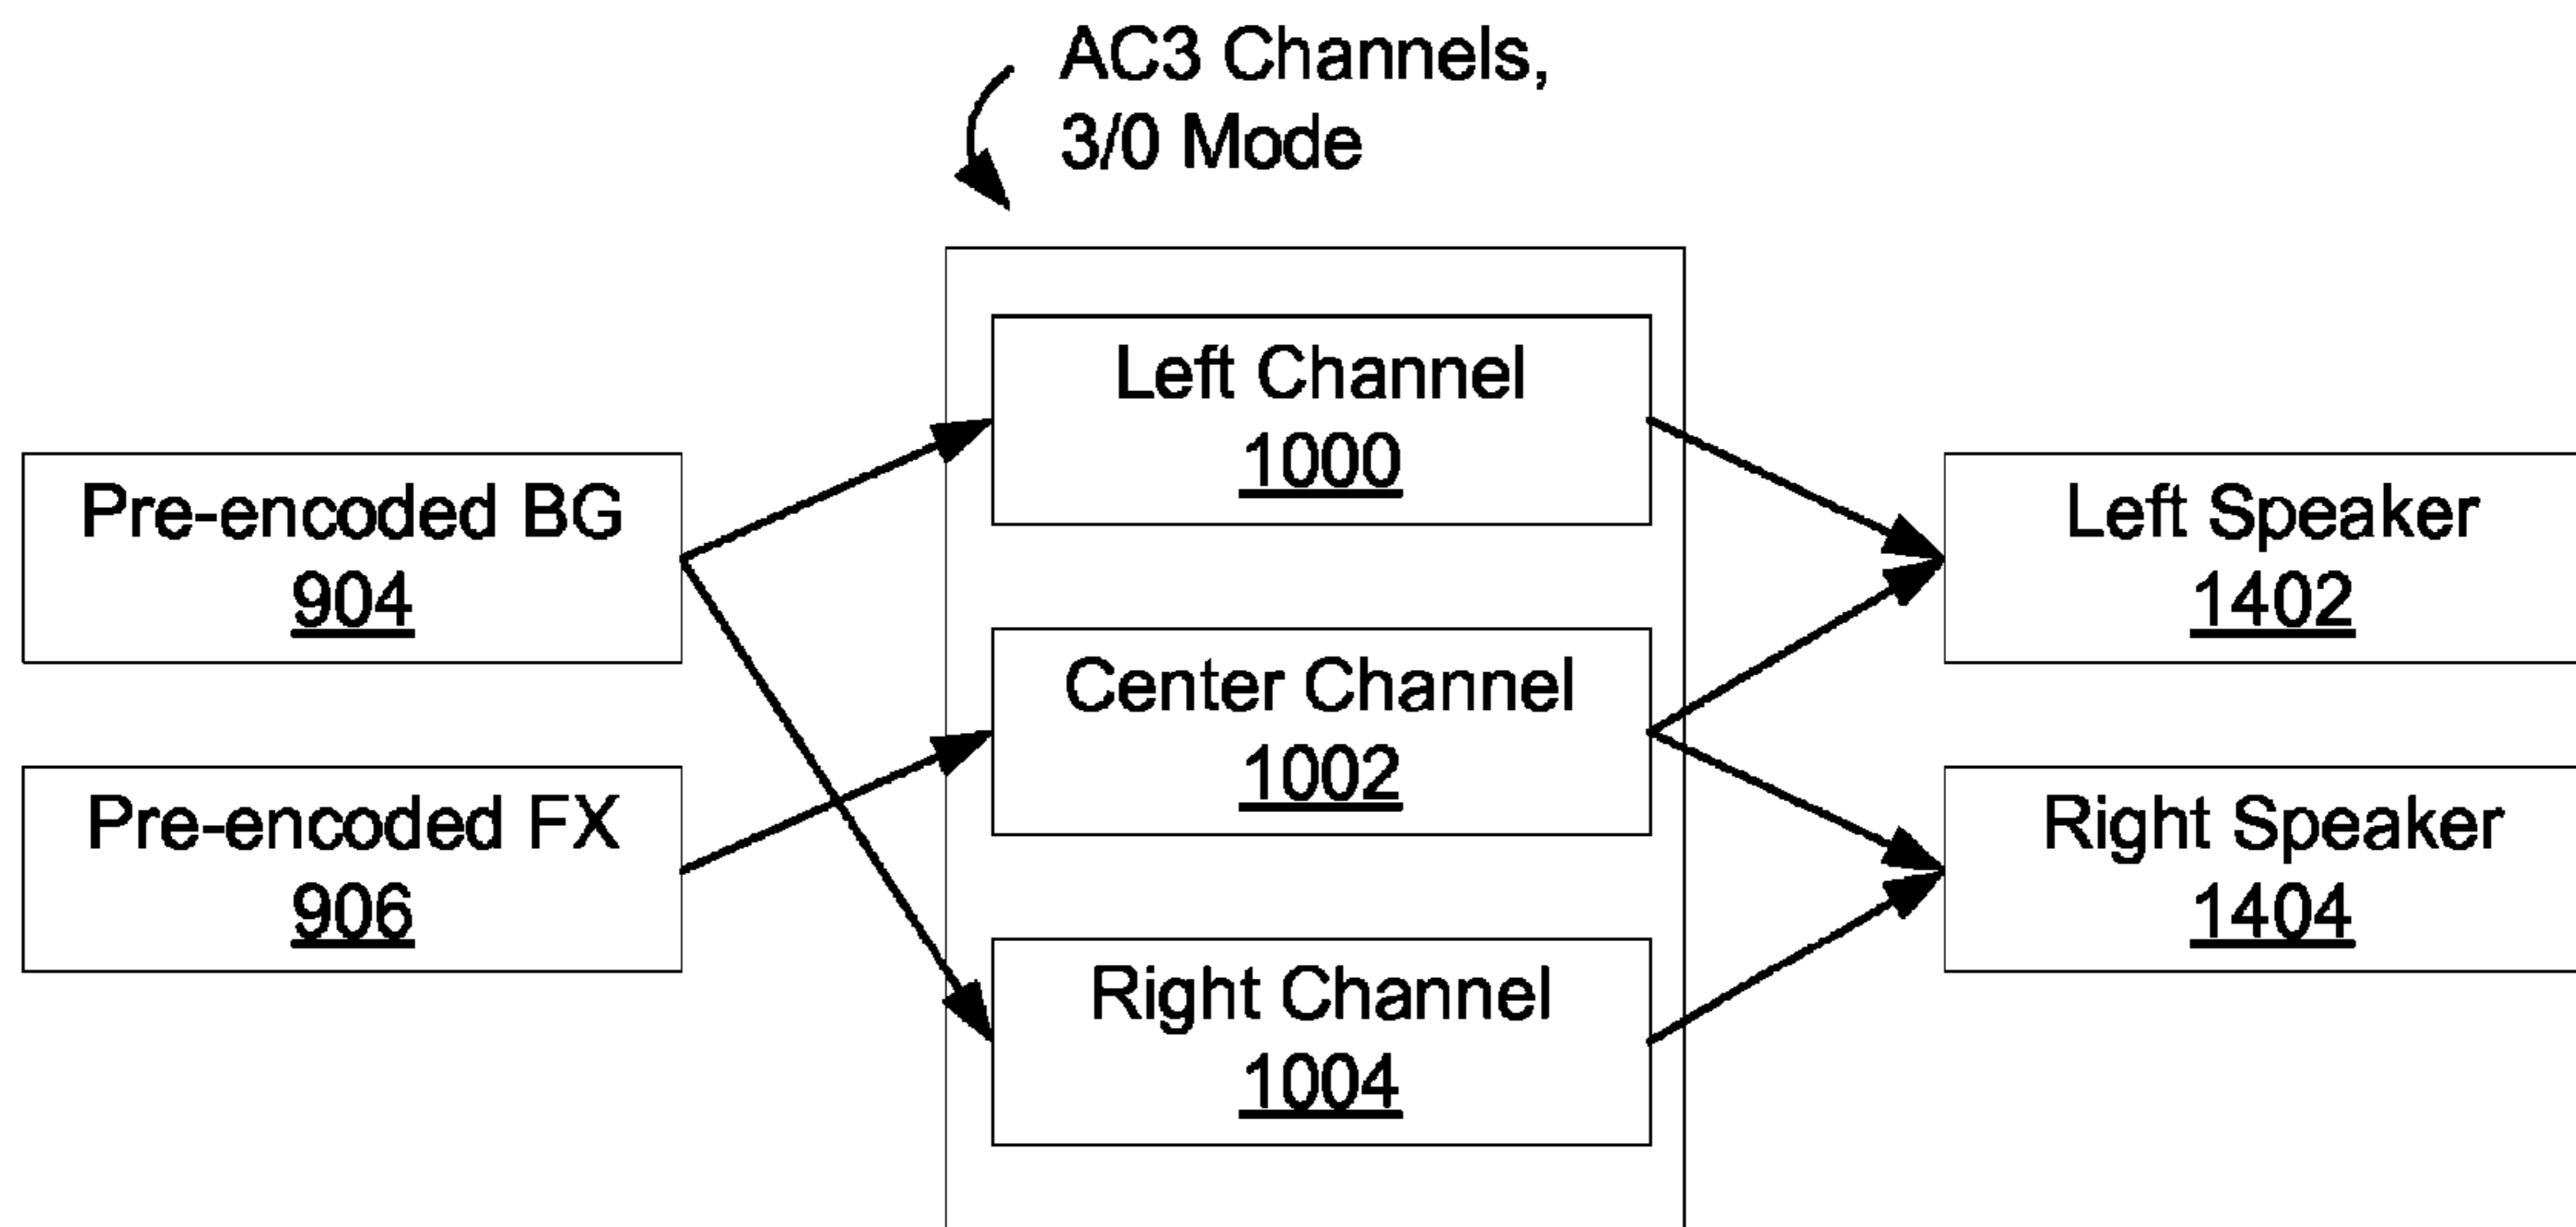 AC3 Channels,
3/0 Mode
Pre-encoded BG
904
Pre-encoded FX
906
Left Channel
1000
Center Channel
1002
Right Channel
1004
Left Speaker
1402
Right Speaker
1404